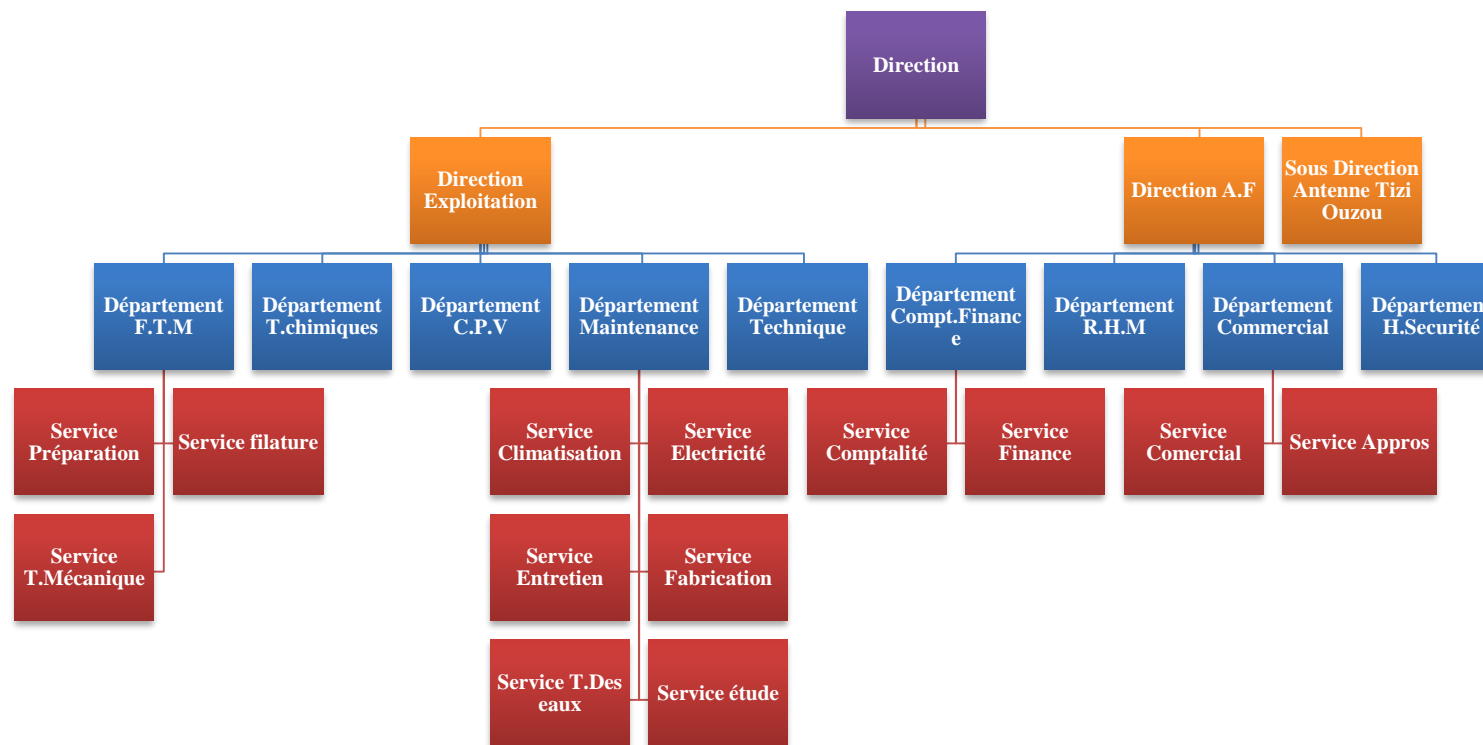 Direction
Direction
Exploitation
Direction A.F
Sous Direction
Antenne Tizi
Ouzou
Département
F.T.M
Département
T.chimiques
Département
C.P.V
Département
Maintenance
Département
Technique
Département
Compt.Financ
e
Département
R.H.M
Département
Commercial
Départemen
H.Securité
Service
Préparation
Service filature
Service
Climatisation
Service
Electricité
Service
Comptalité
Service
Finance
Service
Comercial
Service Appros
Service
T.Mécanique
Service
Entretien
Service
Fabrication
Service T.Des
eaux
Service étude